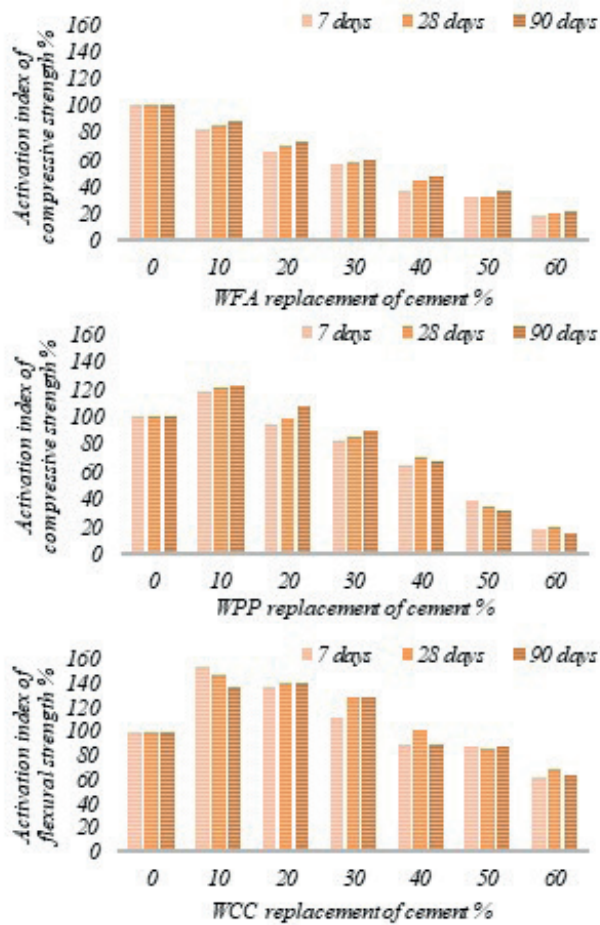 160
7 days 28 days 90 days
140
120
100
80
60
40
20
0
Activation index of
compressive strength %
0 10 20 30 40 50 60
WFA replacement of cement %
160
7 days 28 days 90 days
140
120
100
80
60
40
20
0
Activation index of
compressive strength %
0 10 20 30 40 50 60
WPP replacement of cement %
7 days 28 days 90 days
160
140
120
100
80
60
40
20
0
Activation index of
flexural strength %
0 10 20 30 40 50 60
WCC replacement of cement %